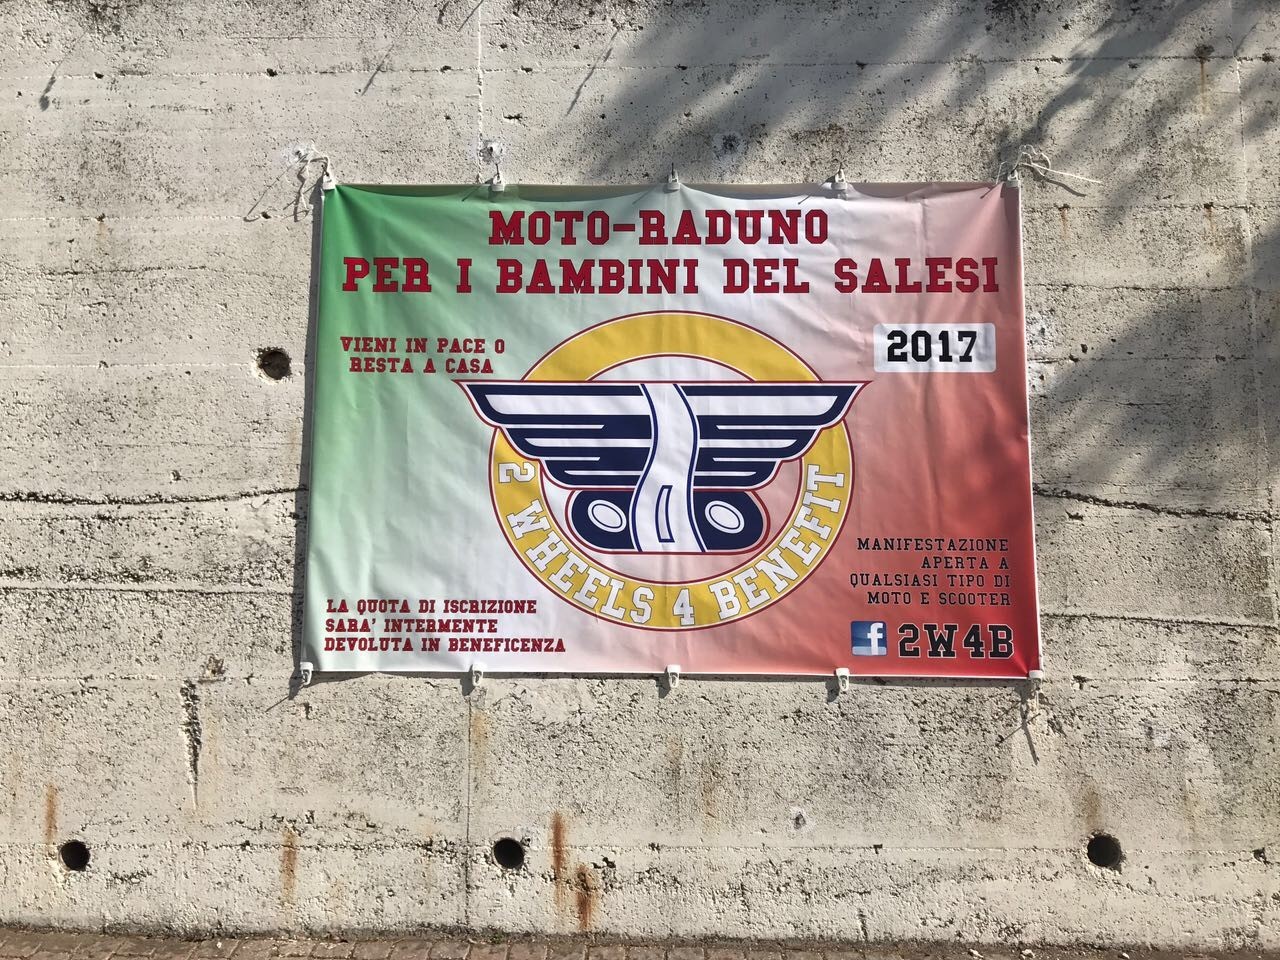 MOTO-RADUNO
PER I BAMBINI DEL SALESI
VIENI IN PACE O
RESTA A CASA
2017
2 WHEELS 4 BENEFIT
MANIFESTAZIONE
APERTA A
QUALSIASI TIPO DI
MOTO E SCOOTER
LA QUOTA DI ISCRIZIONE
SARA' INTERMENTE
DEVOLUTA IN BENEFICENZA
f 2W4B